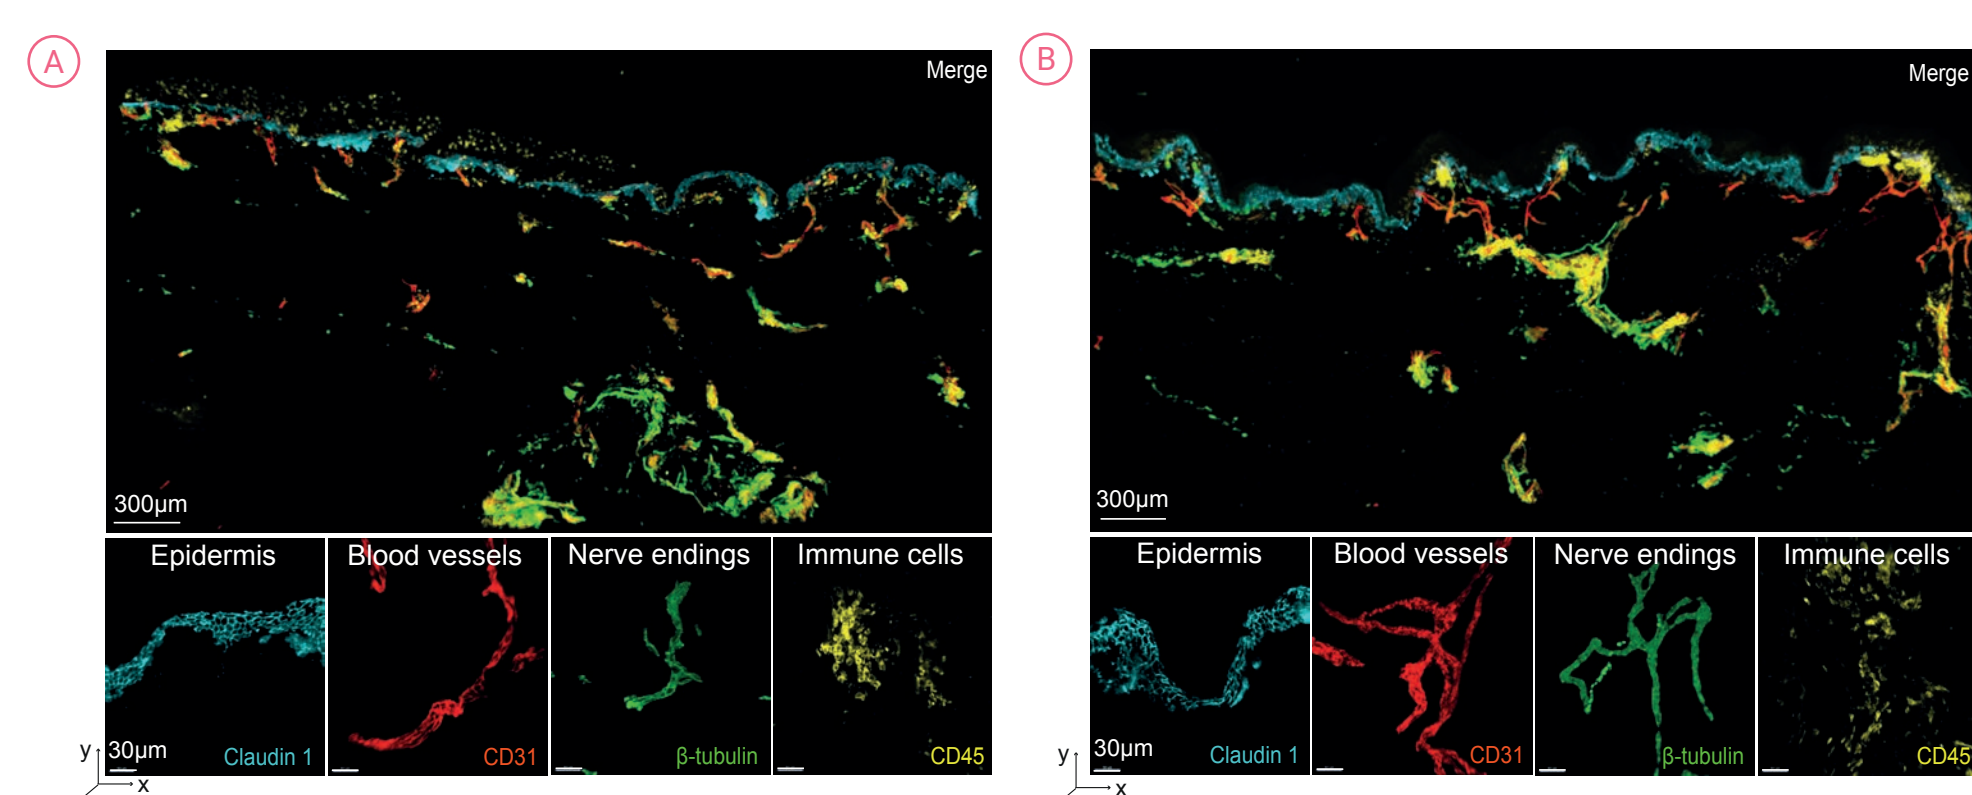 A
Merge
300µm
Epidermis
Blood vessels
Nerve endings
Immune cells
30µm
Claudin 1
CD31
β-tubulin
CD45
y
x
B
Merge
300µm
Epidermis
Blood vessels
Nerve endings
Immune cells
30µm
Claudin 1
CD31
β-tubulin
CD45
y
x